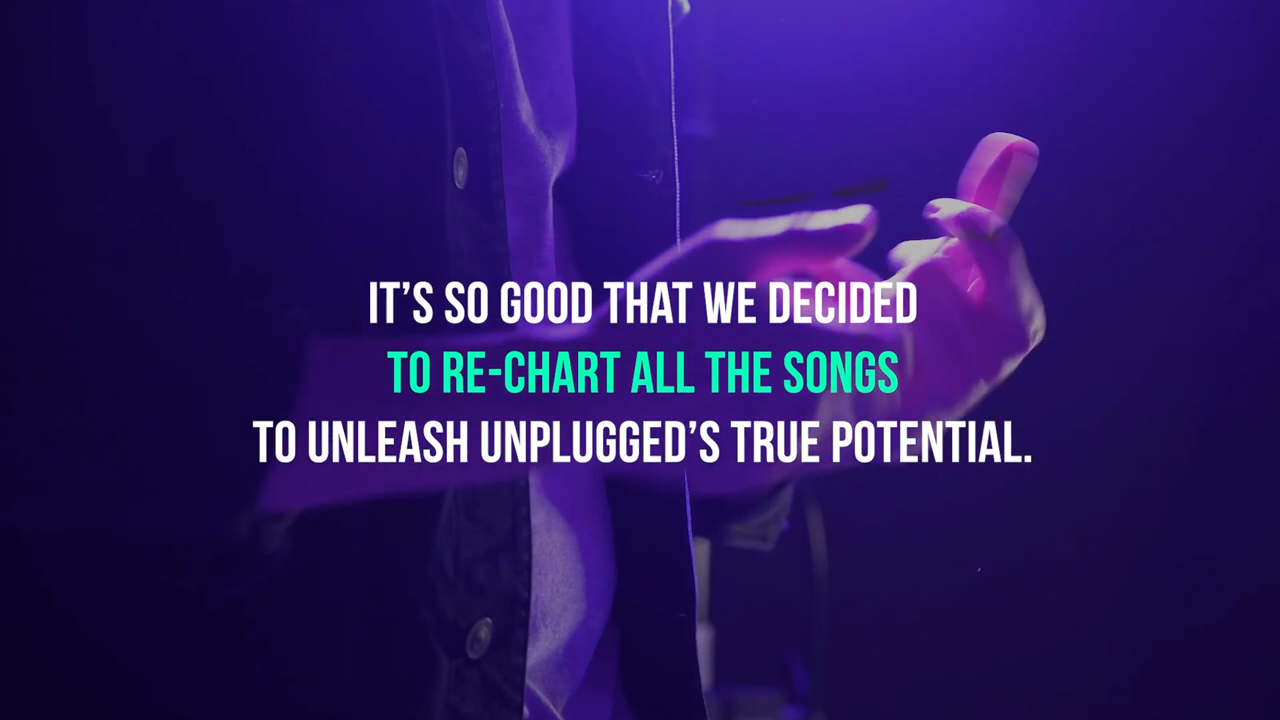 IT'S SO GOOD THAT WE DECIDED
TO RE-CHART ALL THE SONGS
TO UNLEASH UNPLUGGED'S TRUE POTENTIAL.